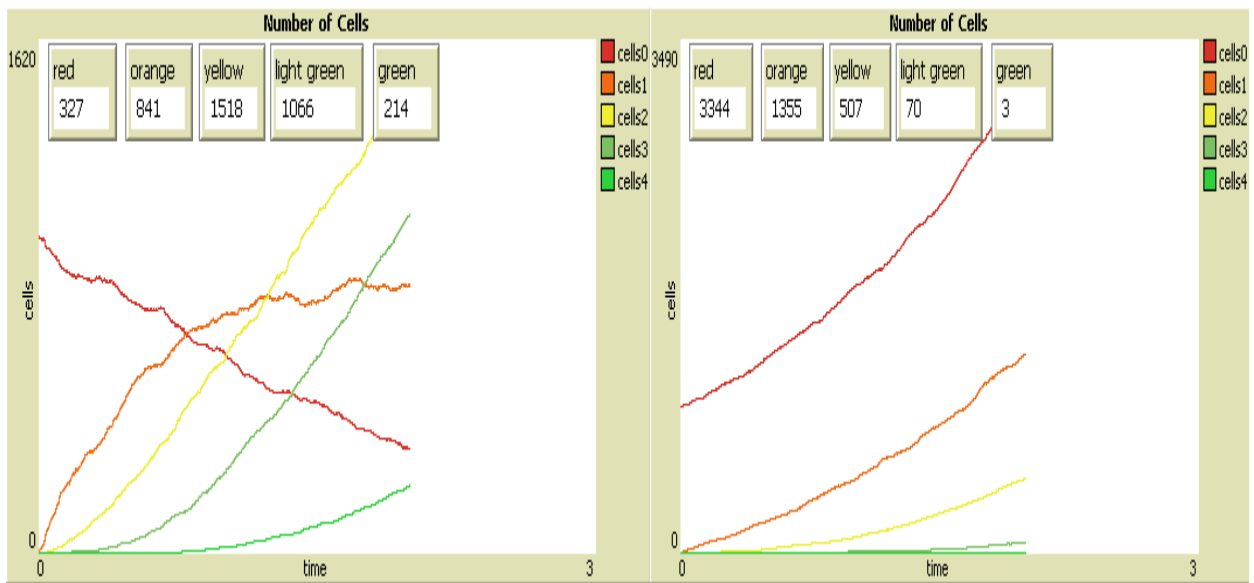 Number of Cells
1620
red
orange
yellow
light green
green
327
841
1518
1066
214
cells0
cells1
cells2
cells3
cells4
cells
0
0
time
3
Number of Cells
3490
red
orange
yellow
light green
green
3344
1355
507
70
3
cells0
cells1
cells2
cells3
cells4
cells
0
0
time
3